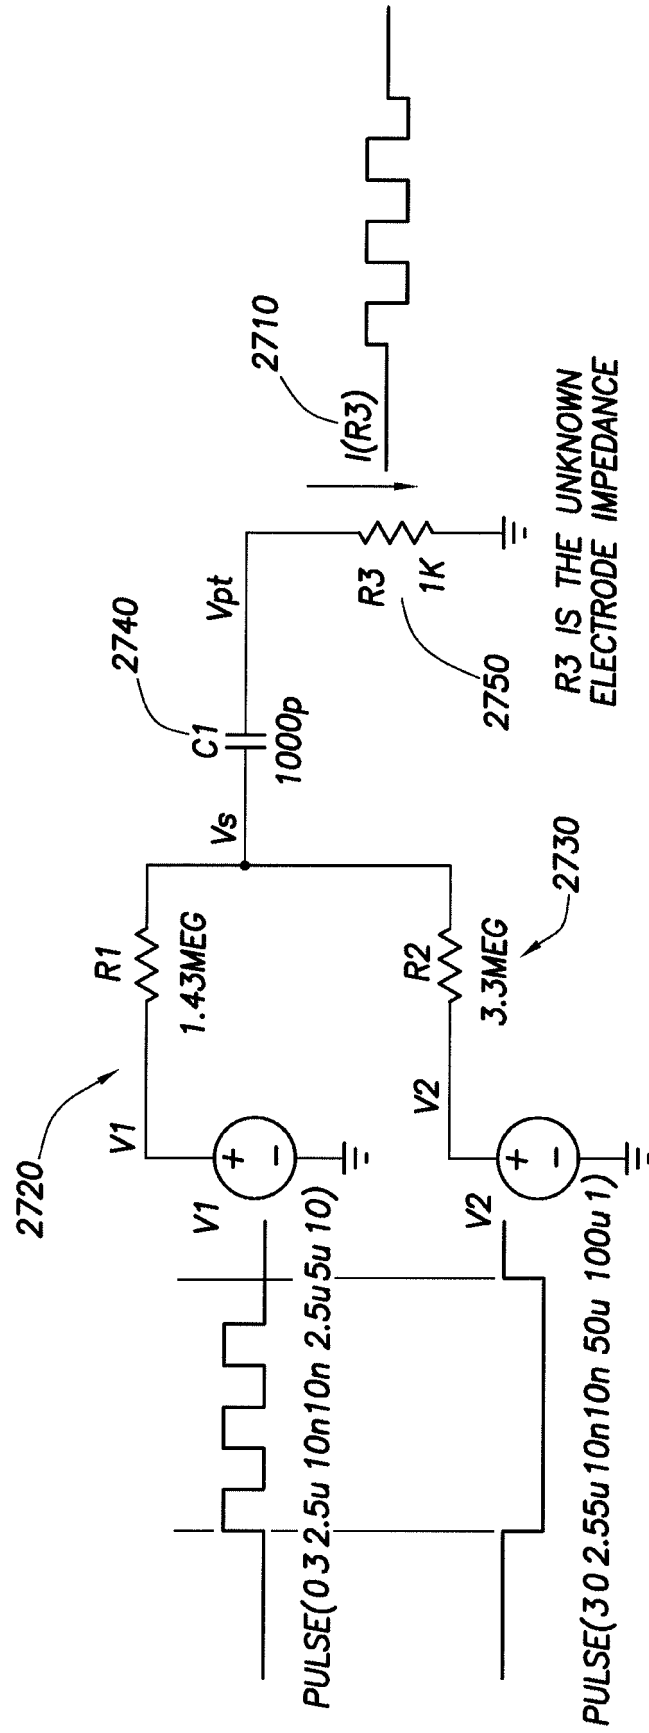 2720
V1
R1
1.43MEG
V1
PULSE(0 3 2.5u 10n10n 2.5u5u 10)
Vs
2740
C1
1000p
Vpt
2710
I(R3)
R3
1K
2750
R3 IS THE UNKNOWN
ELECTRODE IMPEDANCE
V2
R2
3.3MEG
2730
V2
PULSE(3 0 2.55u 10n10n 50u 100u 1)